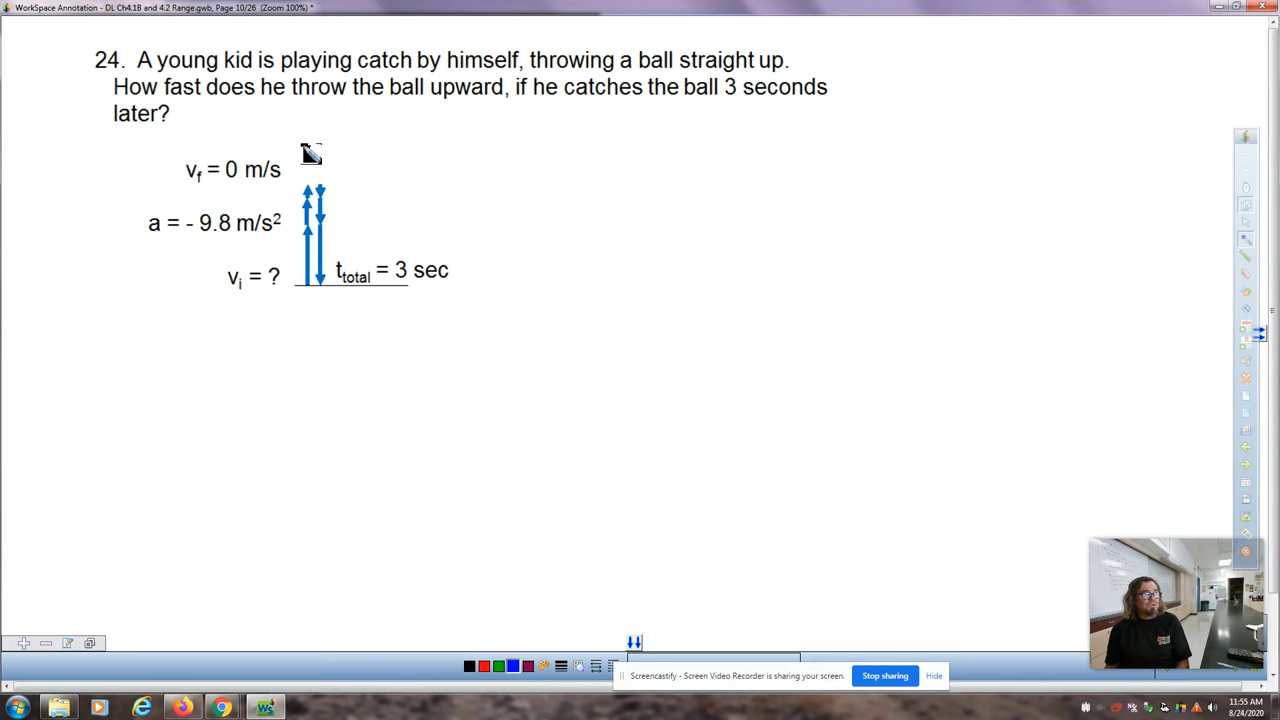 WorkSpace Annotation - DL Ch4.1B and 4.2 Range.gwb, Page 10/26 (Zoom 100%) *
24. A young kid is playing catch by himself, throwing a ball straight up.
How fast does he throw the ball upward, if he catches the ball 3 seconds
later?
vf = 0 m/s
a = - 9.8 m/s²
vi = ?
ttotal = 3 sec
Screencastify - Screen Video Recorder is sharing your screen.
Stop sharing
Hide
11:55 AM
8/24/2020